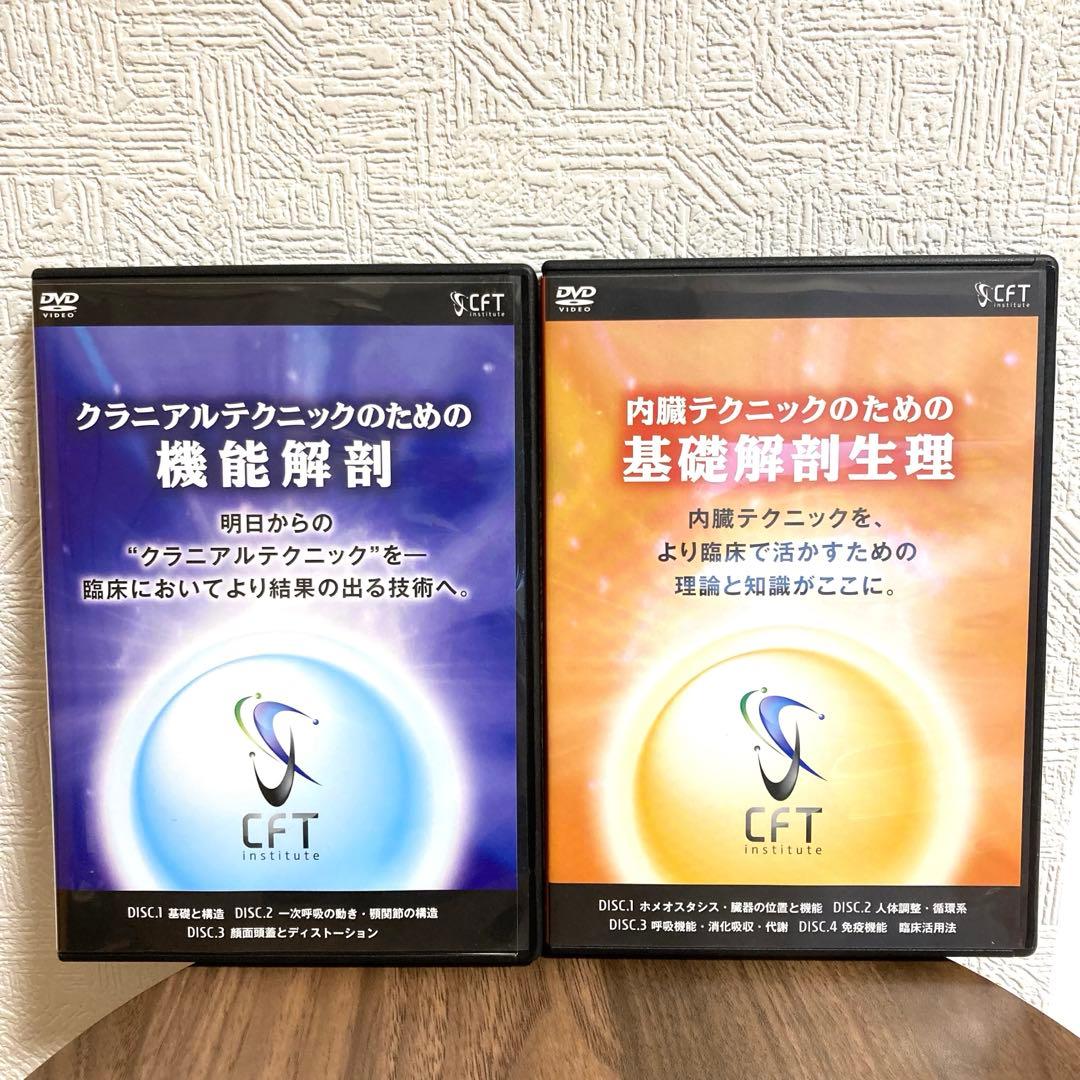 DVD
VIDEO
CFT
institute
クラニアルテクニックのための
機能解剖
明日からの
“クラニアルテクニック”を―
臨床においてより結果の出る技術へ。
CFT
institute
DISC.1 基礎と構造 DISC.2 一次呼吸の動き・顎関節の構造
DISC.3 顔面頭蓋とディストーション
DVD
VIDEO
CFT
institute
内臓テクニックのための
基礎解剖生理
内臓テクニックを、
より臨床で活かすための
理論と知識がここに。
CFT
institute
DISC.1 ホメオスタシス・臓器の位置と機能 DISC.2 人体調整・循環系
DISC.3 呼吸機能・消化吸収・代謝 DISC.4 免疫機能 臨床活用法